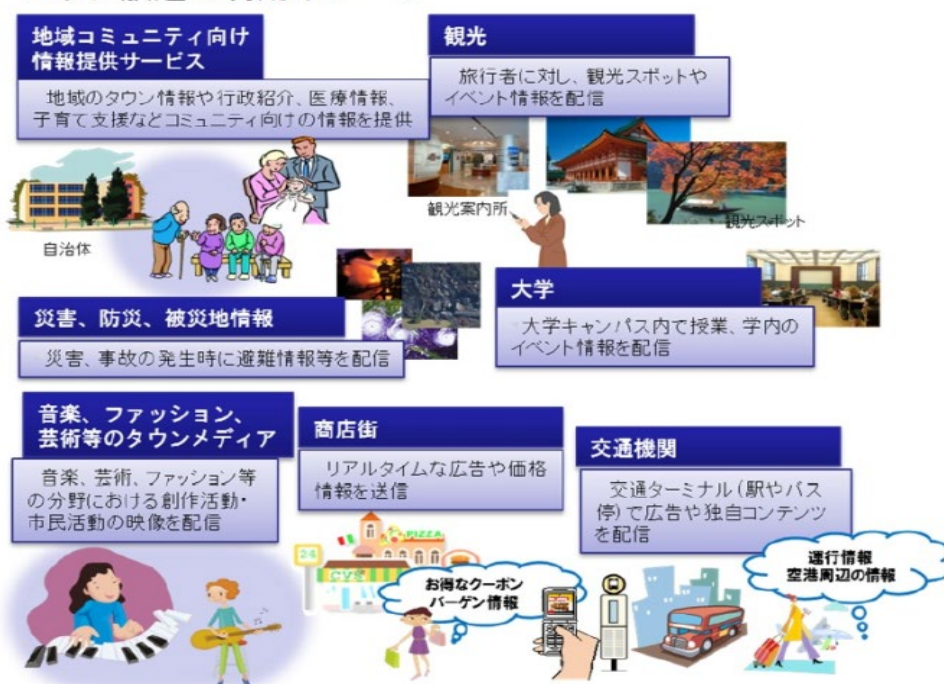 地域コミュニティ向け
情報提供サービス
地域のタウン情報や行政紹介、医療情報、
子育て支援などコミュニティ向けの情報を提供
自治体
観光
旅行者に対し、観光スポットや
イベント情報を配信
観光案内所
観光スポット
災害、防災、被災地情報
災害、事故の発生時に避難情報等を配信
大学
大学キャンパス内で授業、学内の
イベント情報を配信
音楽、ファッション、
芸術等のタウンメディア
音楽、芸術、ファッション等
の分野における創作活動・
市民活動の映像を配信
商店街
リアルタイムな広告や価格
情報を送信
24
PIZZA
CVS
お得なクーポン
バーゲン情報
交通機関
交通ターミナル(駅やバス
停)で広告や独自コンテンツ
を配信
運行情報
空港周辺の情報